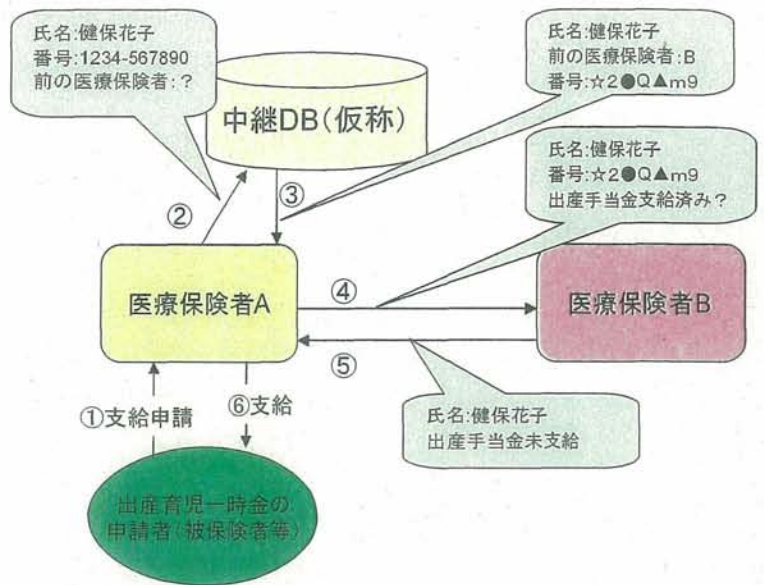 氏名:健保花子
番号:1234-567890
前の医療保険者:?
中継DB(仮称)
氏名:健保花子
前の医療保険者:B
番号:☆2●Q▲m9
氏名:健保花子
番号:☆2●Q▲m9
出産手当金支給済み?
②
③
医療保険者A
④
医療保険者B
⑤
①支給申請
⑥支給
氏名:健保花子
出産手当金未支給
出産育児一時金の
申請者(被保険者等)